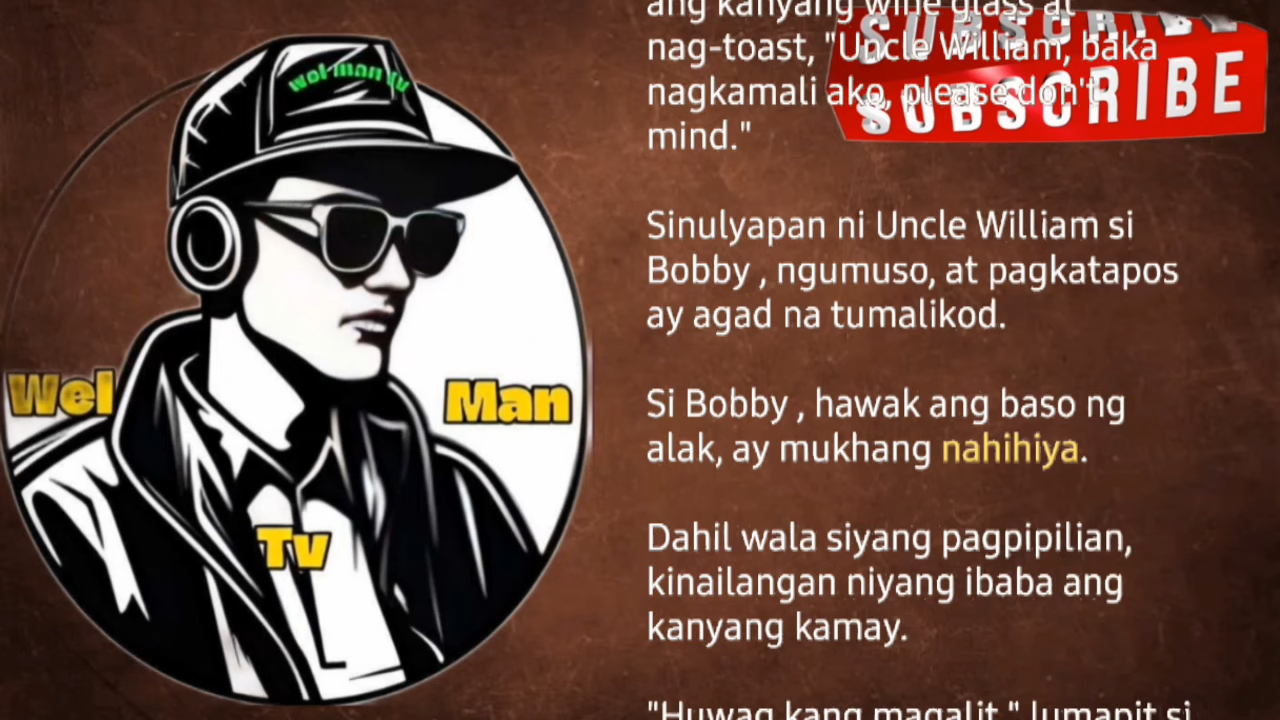 wel man tv
Wel
Man
Tv
ang kanyang wine glass at
nag-toast, "Uncle William, baka
nagkamali ako, please don't
mind."
SUBSCRIBE
SUBSCRIBE
Sinulyapan ni Uncle William si
Bobby , ngumuso, at pagkatapos
ay agad na tumalikod.
Si Bobby , hawak ang baso ng
alak, ay mukhang nahihiya.
Dahil wala siyang pagpipilian,
kinailangan niyang ibaba ang
kanyang kamay.
"Huwag kang magalit," lumapit si